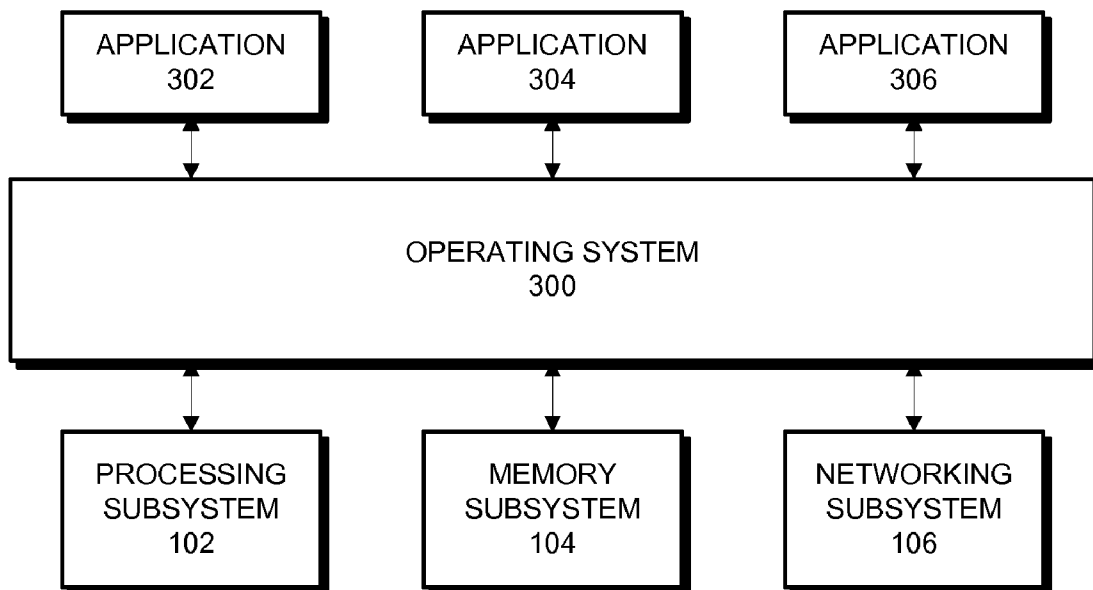 APPLICATION
302
APPLICATION
304
APPLICATION
306
OPERATING SYSTEM
300
PROCESSING
SUBSYSTEM
102
MEMORY
SUBSYSTEM
104
NETWORKING
SUBSYSTEM
106